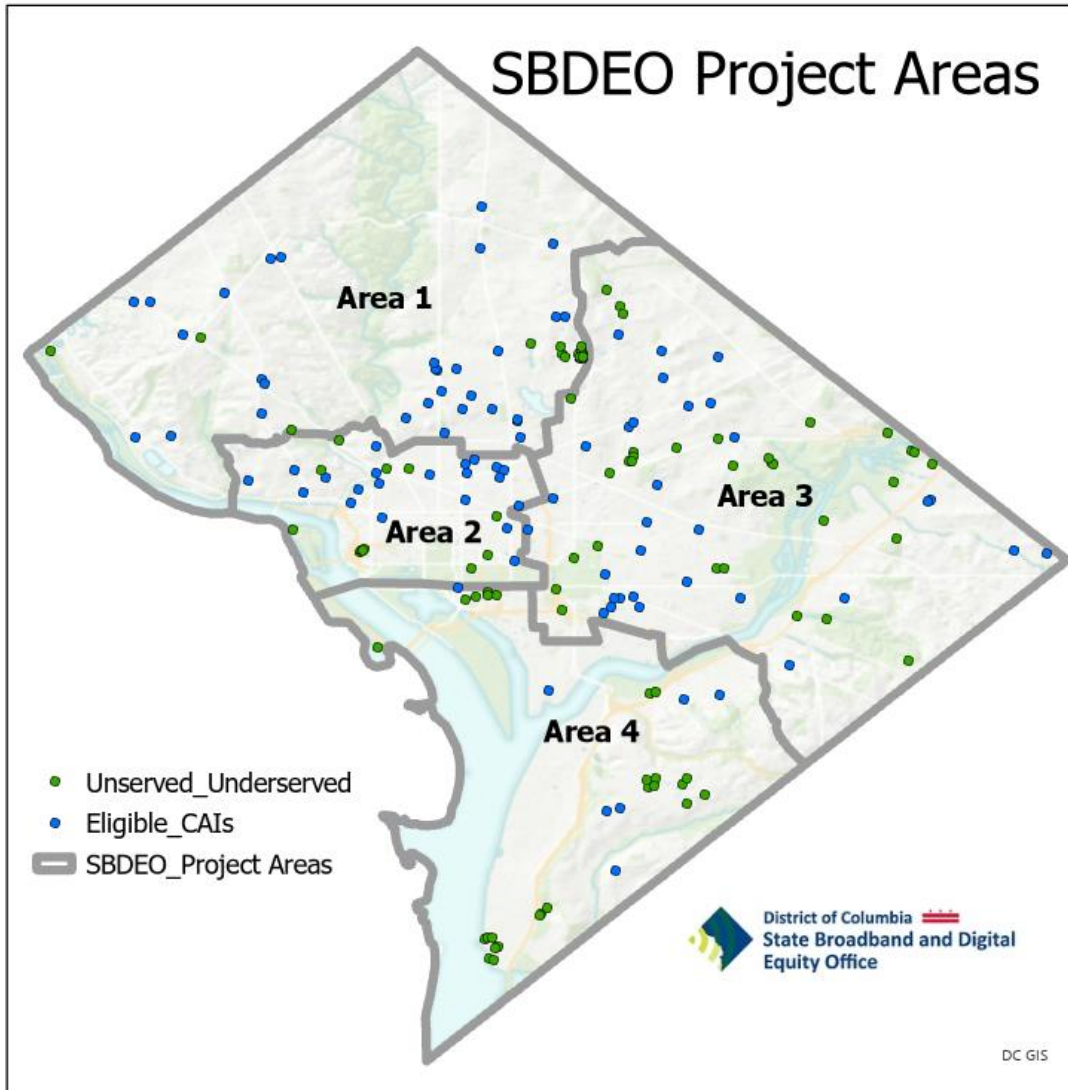 SBDEO Project Areas
Area 1
Area 2
Area 3
Area 4
Unserved_Underserved
Eligible_CAIs
SBDEO_Project Areas
District of Columbia
State Broadband and Digital
Equity Office
DC GIS